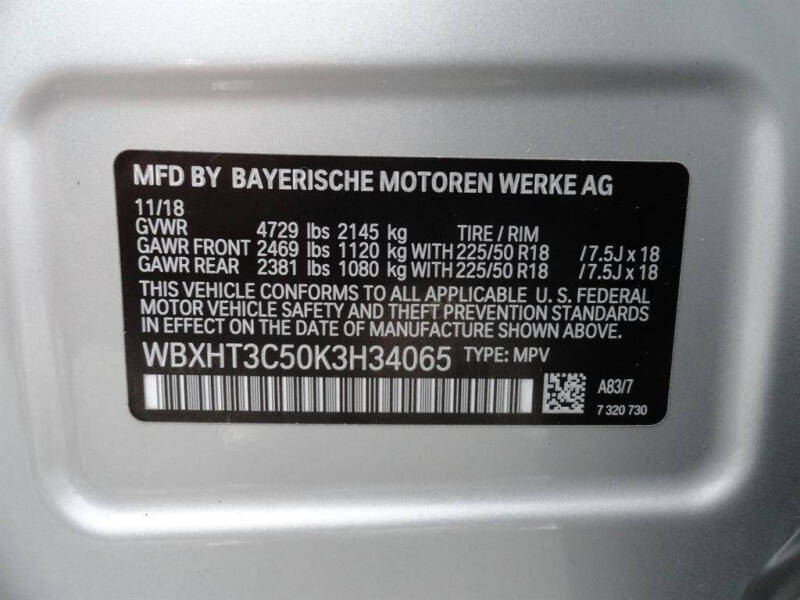 MFD BY BAYERISCHE MOTOREN WERKE AG
11/18
GVWR 4729 lbs 2145 kg TIRE / RIM
GAWR FRONT 2469 lbs 1120 kg WITH 225/50 R18 / 7.5J x 18
GAWR REAR 2381 lbs 1080 kg WITH 225/50 R18 / 7.5J x 18
THIS VEHICLE CONFORMS TO ALL APPLICABLE U. S. FEDERAL
MOTOR VEHICLE SAFETY AND THEFT PREVENTION STANDARDS
IN EFFECT ON THE DATE OF MANUFACTURE SHOWN ABOVE.
WBXHT3C50K3H34065 TYPE: MPV
A83/7
7 320 730